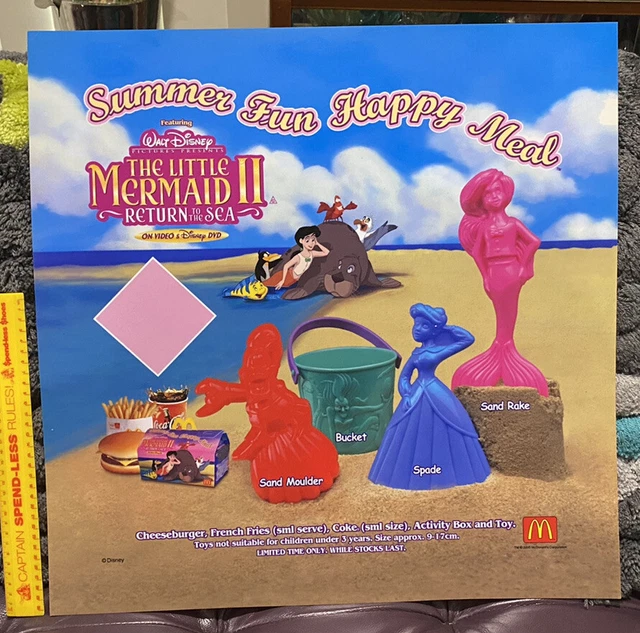 Summer Fun Happy Meal
Featuring
WALT DISNEY
PICTURES PRESENTS
THE LITTLE
MERMAID II
RETURN TO THE SEA
ON VIDEO & Disney DVD
Sand Rake
Bucket
Spade
Sand Moulder
Cheeseburger, French Fries (sml serve), Coke (sml size), Activity Box and Toy.
Toys not suitable for children under 3 years. Size approx. 9-17cm.
LIMITED TIME ONLY. WHILE STOCKS LAST.
© Disney
CAPTAIN SPEND-LESS RULES!
Spend-less Shoes